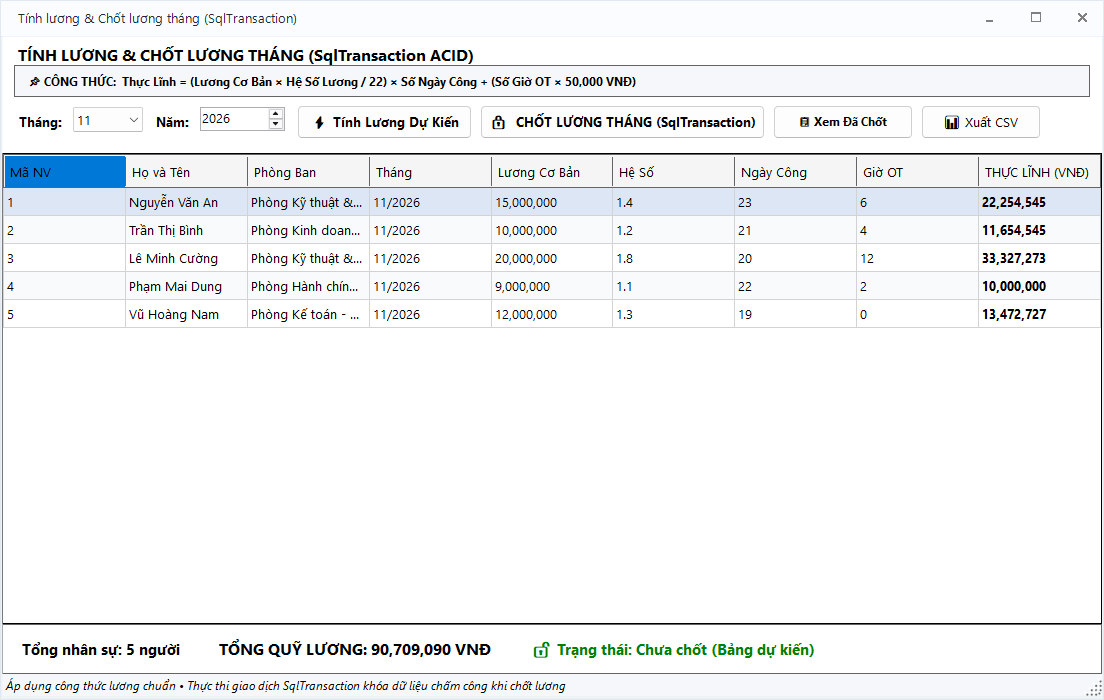 Tính lương & Chốt lương tháng (SqlTransaction)
TÍNH LƯƠNG & CHỐT LƯƠNG THÁNG (SqlTransaction ACID)
CÔNG THỨC: Thực Lĩnh = (Lương Cơ Bản × Hệ Số Lương / 22) × Số Ngày Công + (Số Giờ OT × 50,000 VNĐ)
Tháng: 11 Năm: 2026 Tính Lương Dự Kiến CHỐT LƯƠNG THÁNG (SqlTransaction) Xem Đã Chốt Xuất CSV
Mã NV Họ và Tên Phòng Ban Tháng Lương Cơ Bản Hệ Số Ngày Công Giờ OT THỰC LĨNH (VNĐ)
1 Nguyễn Văn An Phòng Kỹ thuật &... 11/2026 15,000,000 1.4 23 6 22,254,545
2 Trần Thị Bình Phòng Kinh doan... 11/2026 10,000,000 1.2 21 4 11,654,545
3 Lê Minh Cường Phòng Kỹ thuật &... 11/2026 20,000,000 1.8 20 12 33,327,273
4 Phạm Mai Dung Phòng Hành chín... 11/2026 9,000,000 1.1 22 2 10,000,000
5 Vũ Hoàng Nam Phòng Kế toán - ... 11/2026 12,000,000 1.3 19 0 13,472,727
Tổng nhân sự: 5 người TỔNG QUỸ LƯƠNG: 90,709,090 VNĐ Trạng thái: Chưa chốt (Bảng dự kiến)
Áp dụng công thức lương chuẩn • Thực thi giao dịch SqlTransaction khóa dữ liệu chấm công khi chốt lương